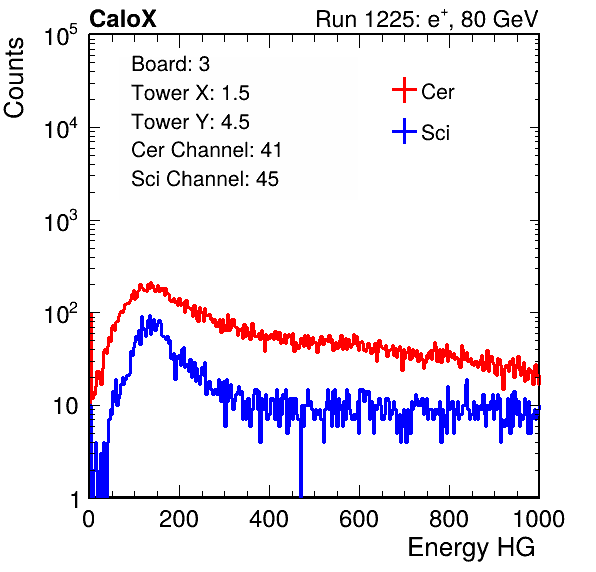 CaloX Run 1225: e⁺, 80 GeV
Counts
10⁵
10⁴
10³
10²
10
1
Board: 3
Tower X: 1.5
Tower Y: 4.5
Cer Channel: 41
Sci Channel: 45
Cer
Sci
0 200 400 600 800 1000
Energy HG